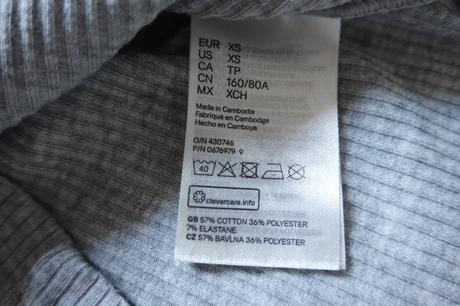 EUR XS
US XS
CA TP
CN 160/80A
MX XCH
Made in Cambodia
Fabriqué en Cambodge
Hecho en Camboya
O/N 430746
P/N 0676979 9
40
clevercare.info
GB 57% COTTON 36% POLYESTER
7% ELASTANE.
CZ 57% BAVLNA 36% POLYESTER